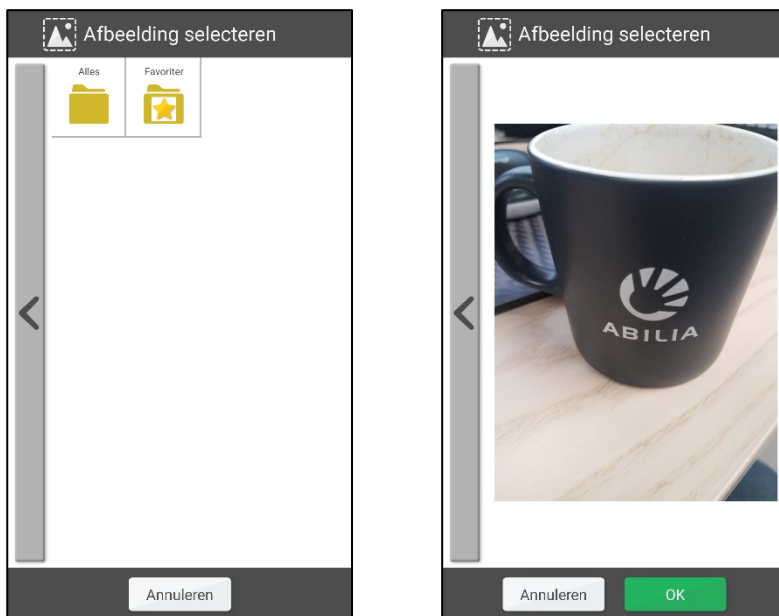 Afbeelding selecteren
Alles
Favoriter
Annuleren
Afbeelding selecteren
ABILIA
Annuleren
OK